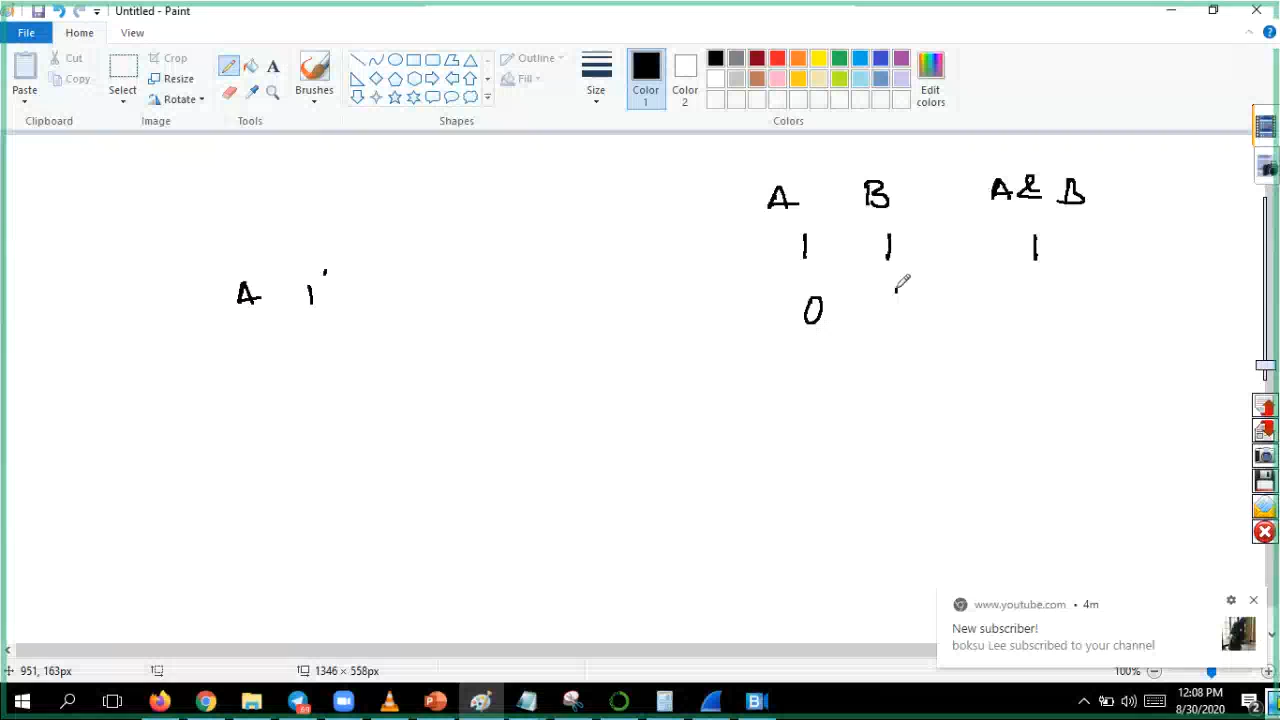 Untitled - Paint
File Home View
Cut
Copy
Paste
Crop
Resize
Rotate
Select
Brushes
Outline
Fill
Size
Color 1
Color 2
Edit colors
Clipboard Image Tools Shapes Colors
A B A & B
1 1 1
A 1
0
www.youtube.com • 4m
New subscriber!
boksu Lee subscribed to your channel
951, 163px 1346 × 558px 100%
12:08 PM
8/30/2020
2